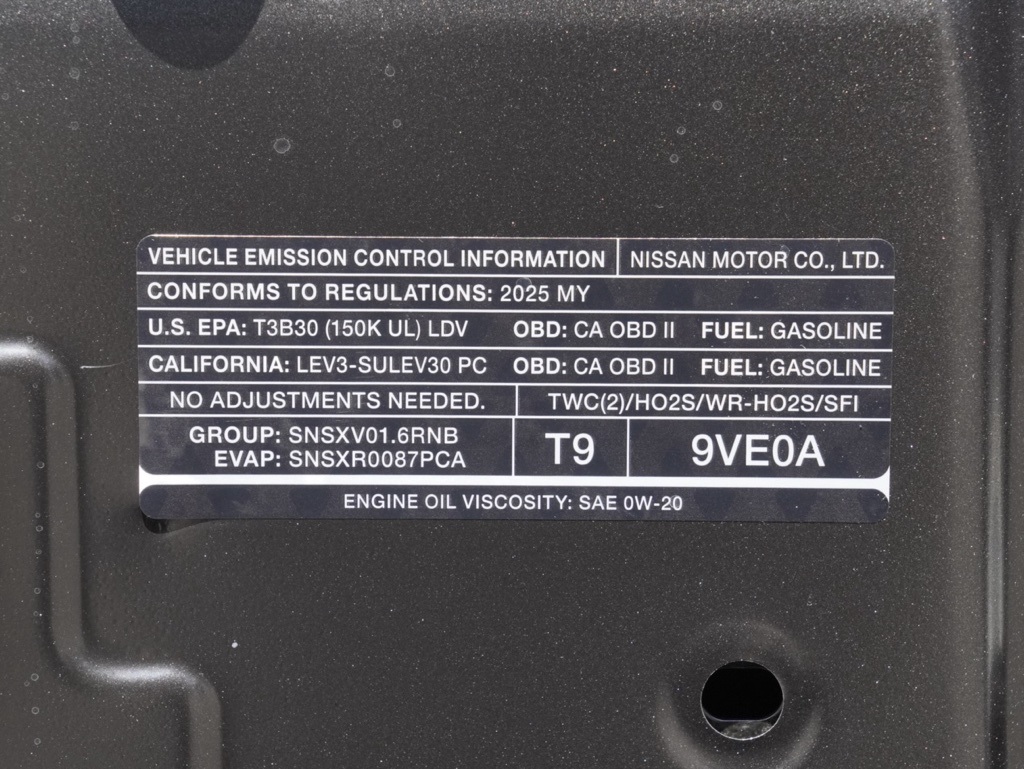 VEHICLE EMISSION CONTROL INFORMATION NISSAN MOTOR CO., LTD.
CONFORMS TO REGULATIONS: 2025 MY
U.S. EPA: T3B30 (150K UL) LDV OBD: CA OBD II FUEL: GASOLINE
CALIFORNIA: LEV3-SULEV30 PC OBD: CA OBD II FUEL: GASOLINE
NO ADJUSTMENTS NEEDED. TWC(2)/HO2S/WR-HO2S/SFI
GROUP: SNSXV01.6RNB
EVAP: SNSXR0087PCA
T9 9VE0A
ENGINE OIL VISCOSITY: SAE 0W-20